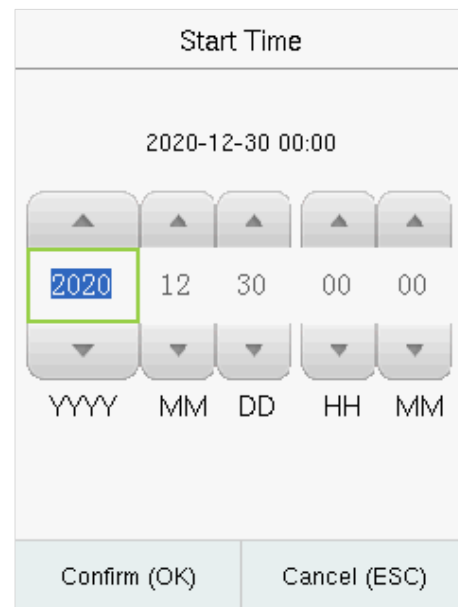 Start Time
2020-12-30 00:00
2020 12 30 00 00
YYYY MM DD HH MM
Confirm (OK) Cancel (ESC)